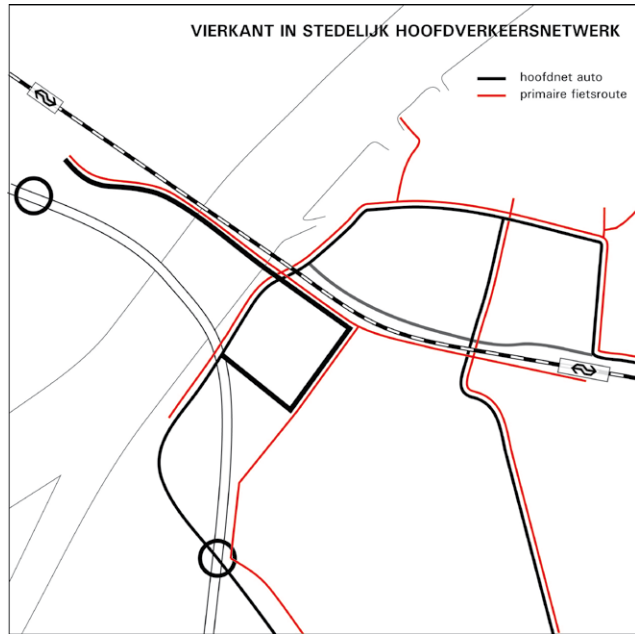 VIERKANT IN STEDELIJK HOOFDVERKEERSNETWERK
hoofdnet auto
primaire fietsroute